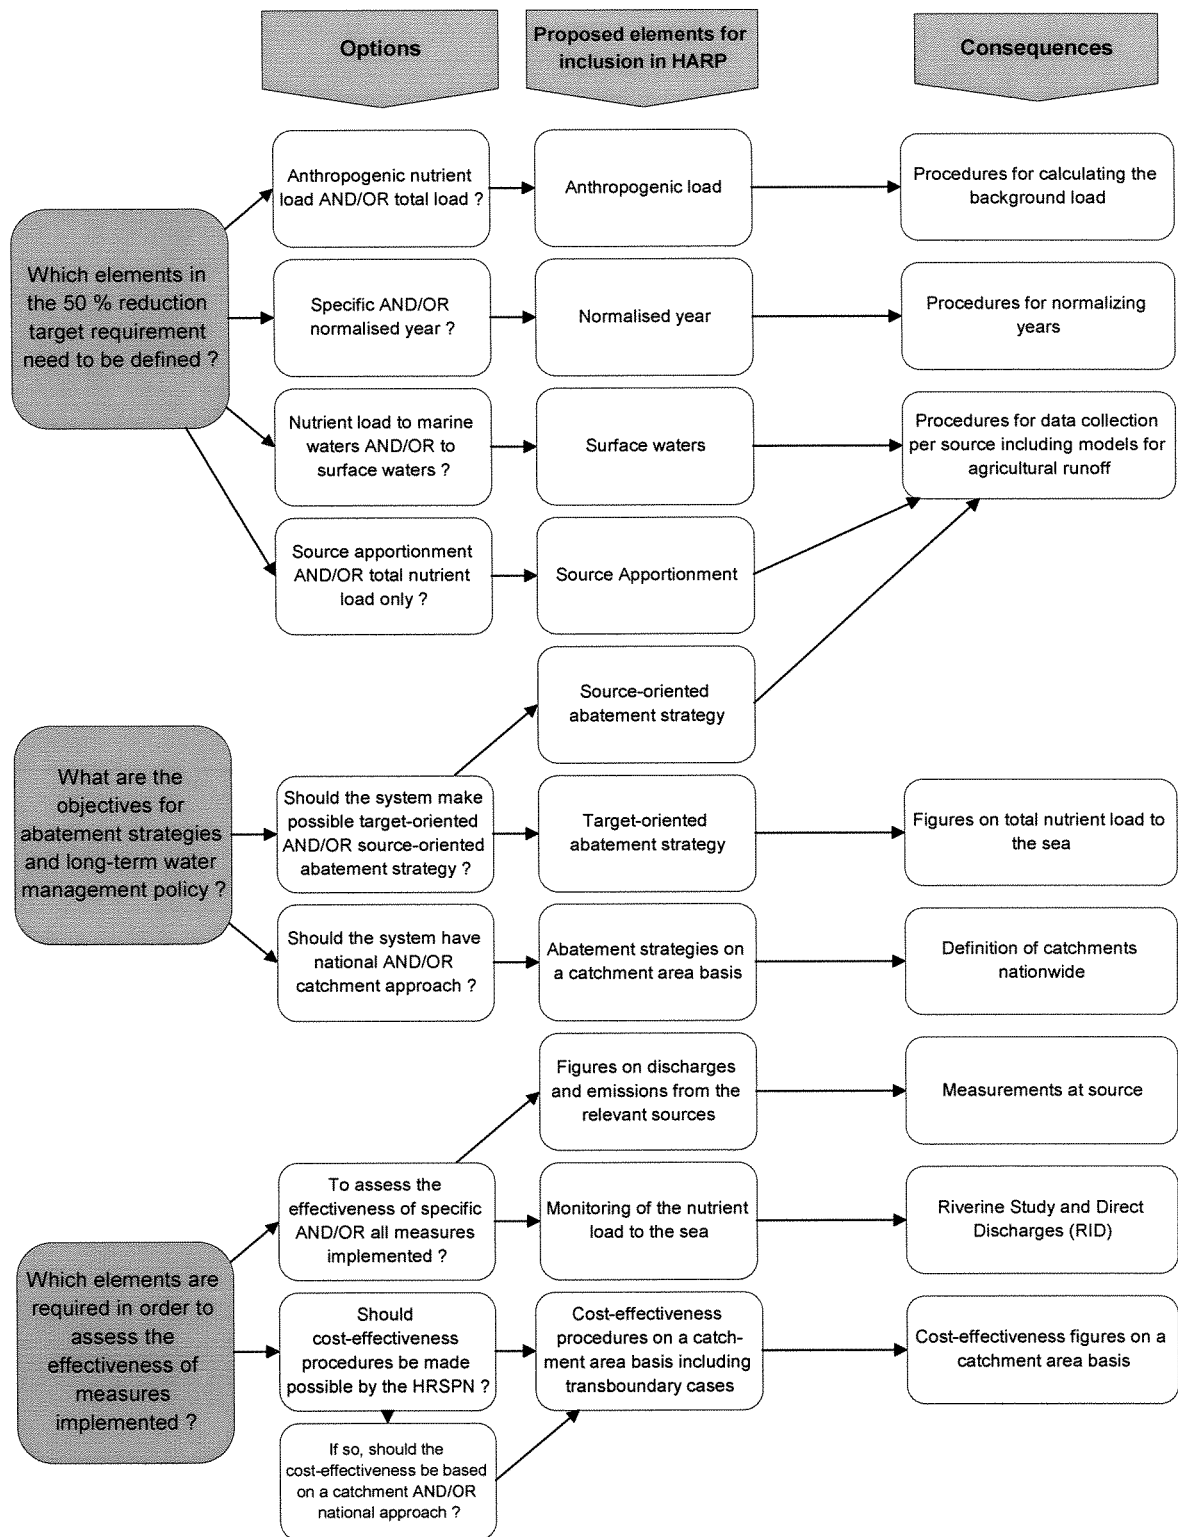 Options
Proposed elements for
inclusion in HARP
Consequences
Which elements in
the 50 % reduction
target requirement
need to be defined ?
Anthropogenic nutrient
load AND/OR total load ?
Anthropogenic load
Procedures for calculating the
background load
Specific AND/OR
normalised year ?
Normalised year
Procedures for normalizing
years
Nutrient load to marine
waters AND/OR to
surface waters ?
Surface waters
Procedures for data collection
per source including models for
agricultural runoff
Source apportionment
AND/OR total nutrient
load only ?
Source Apportionment
Source-oriented
abatement strategy
What are the
objectives for
abatement strategies
and long-term water
management policy ?
Should the system make
possible target-oriented
AND/OR source-oriented
abatement strategy ?
Target-oriented
abatement strategy
Figures on total nutrient load to
the sea
Should the system have
national AND/OR
catchment approach ?
Abatement strategies on
a catchment area basis
Definition of catchments
nationwide
Figures on discharges
and emissions from the
relevant sources
Measurements at source
Which elements are
required in order to
assess the
effectiveness of
measures
implemented ?
To assess the
effectiveness of specific
AND/OR all measures
implemented ?
Monitoring of the nutrient
load to the sea
Riverine Study and Direct
Discharges (RID)
Should
cost-effectiveness
procedures be made
possible by the HRSPN ?
Cost-effectiveness
procedures on a catch-
ment area basis including
transboundary cases
Cost-effectiveness figures on a
catchment area basis
If so, should the
cost-effectiveness be based
on a catchment AND/OR
national approach ?